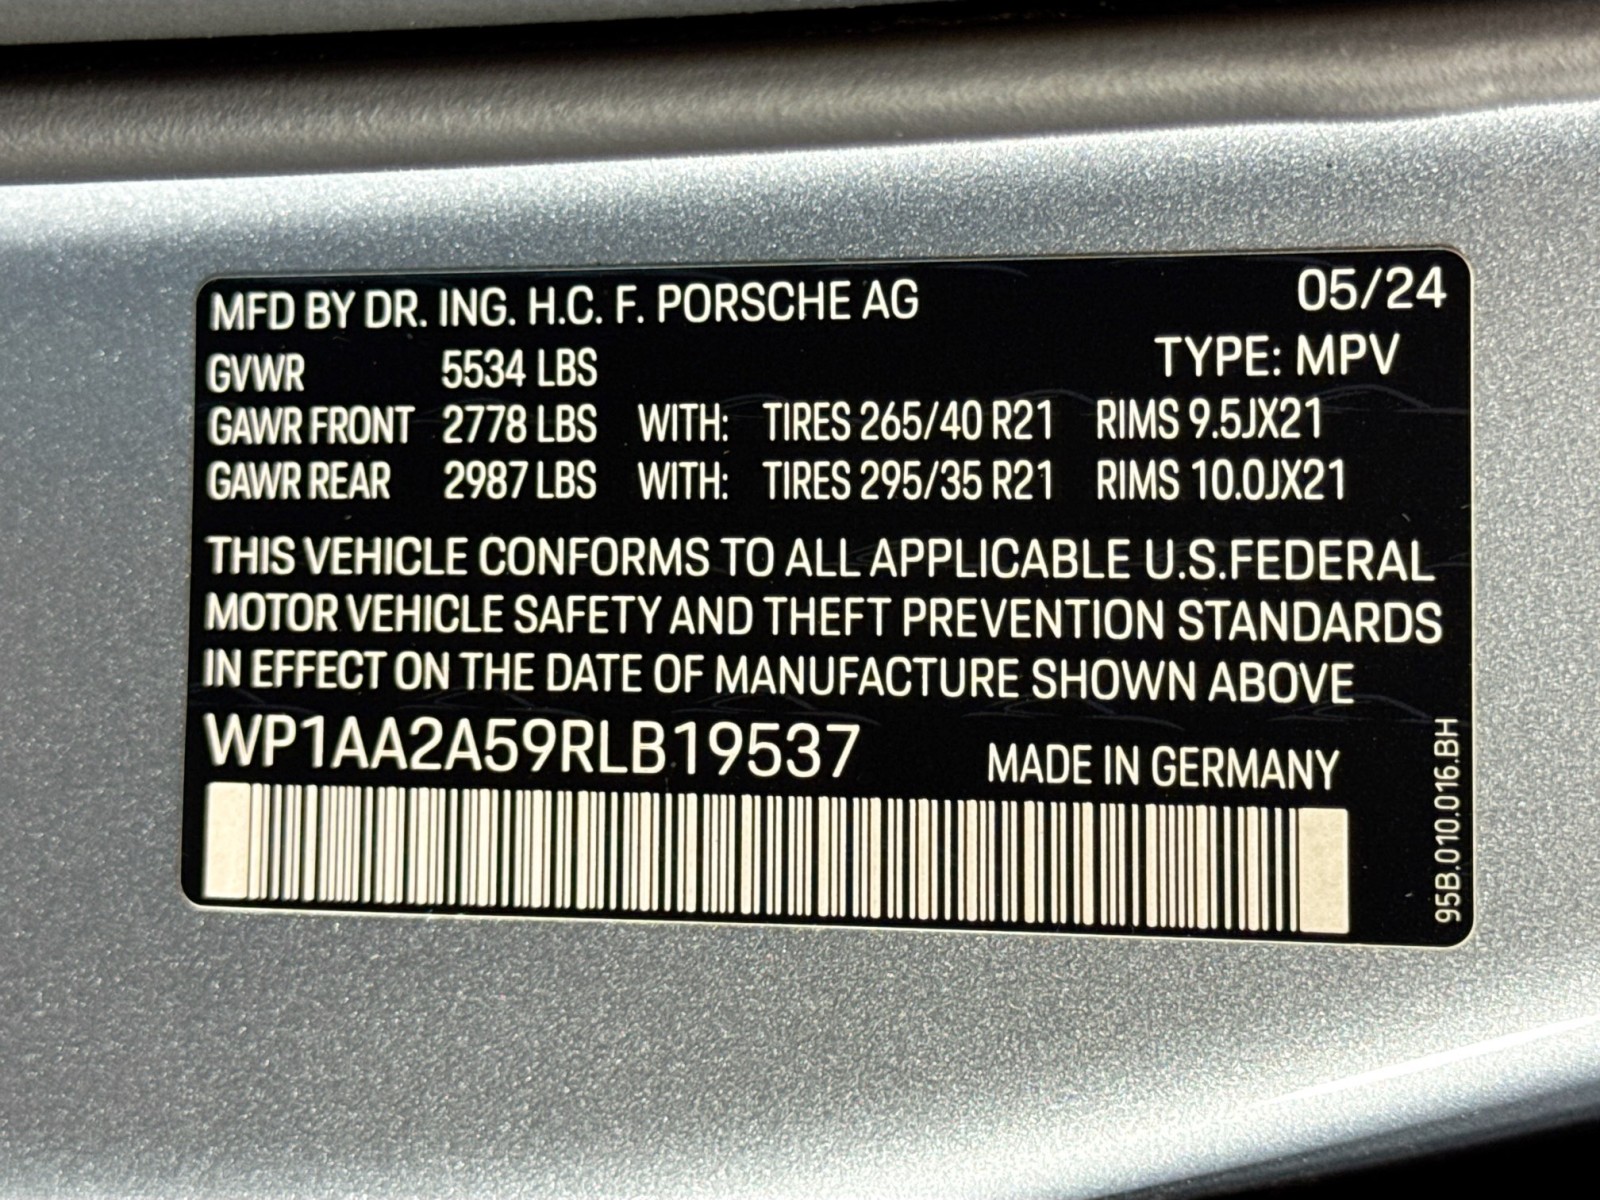 MFD BY DR. ING. H.C. F. PORSCHE AG 05/24
GVWR 5534 LBS TYPE: MPV
GAWR FRONT 2778 LBS WITH: TIRES 265/40 R21 RIMS 9.5JX21
GAWR REAR 2987 LBS WITH: TIRES 295/35 R21 RIMS 10.0JX21
THIS VEHICLE CONFORMS TO ALL APPLICABLE U.S.FEDERAL
MOTOR VEHICLE SAFETY AND THEFT PREVENTION STANDARDS
IN EFFECT ON THE DATE OF MANUFACTURE SHOWN ABOVE
WP1AA2A59RLB19537 MADE IN GERMANY
95B.010.016.BH